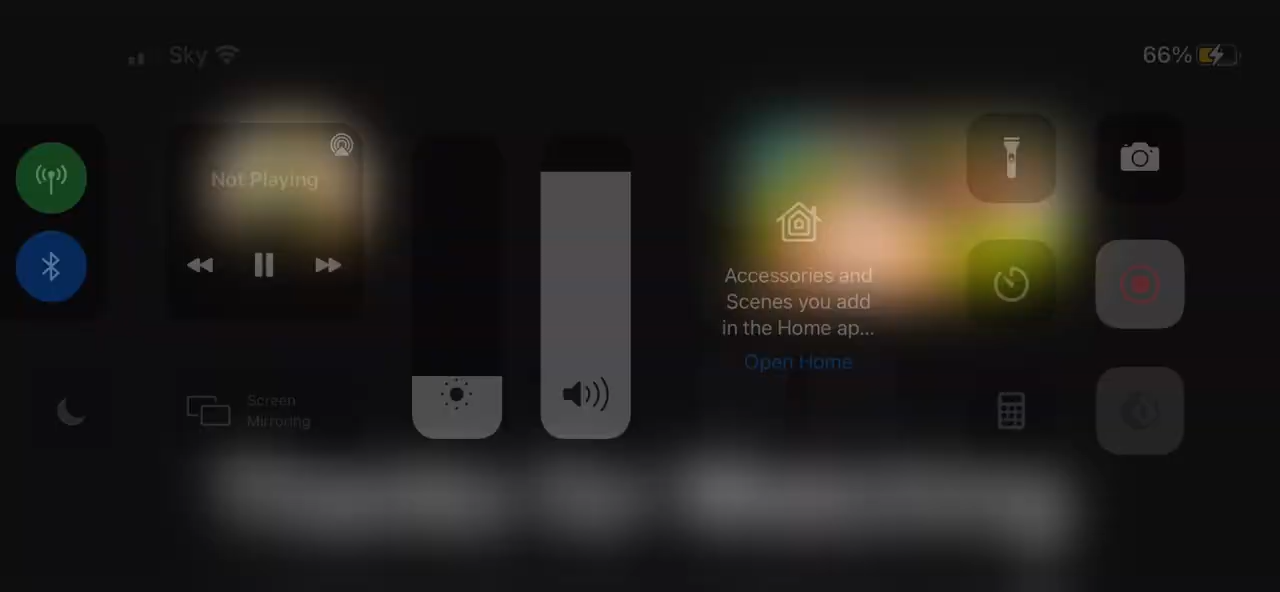 Sky
66%
Not Playing
Accessories and
Scenes you add
in the Home ap...
Open Home
Screen
Mirroring